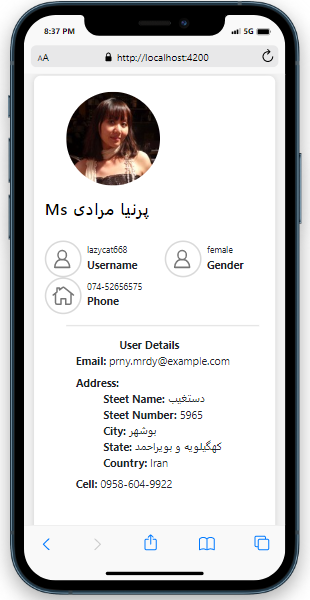 8:37 PM 5G
AA http://localhost:4200
Ms پرنیا مرادی
lazycat668
Username
female
Gender
074-52656575
Phone
User Details
Email: prny.mrdy@example.com
Address:
Steet Name: دستغیب
Street Number: 5965
City: بوشهر
State: کهگیلویه و بویراحمد
Country: Iran
Cell: 0958-604-9922